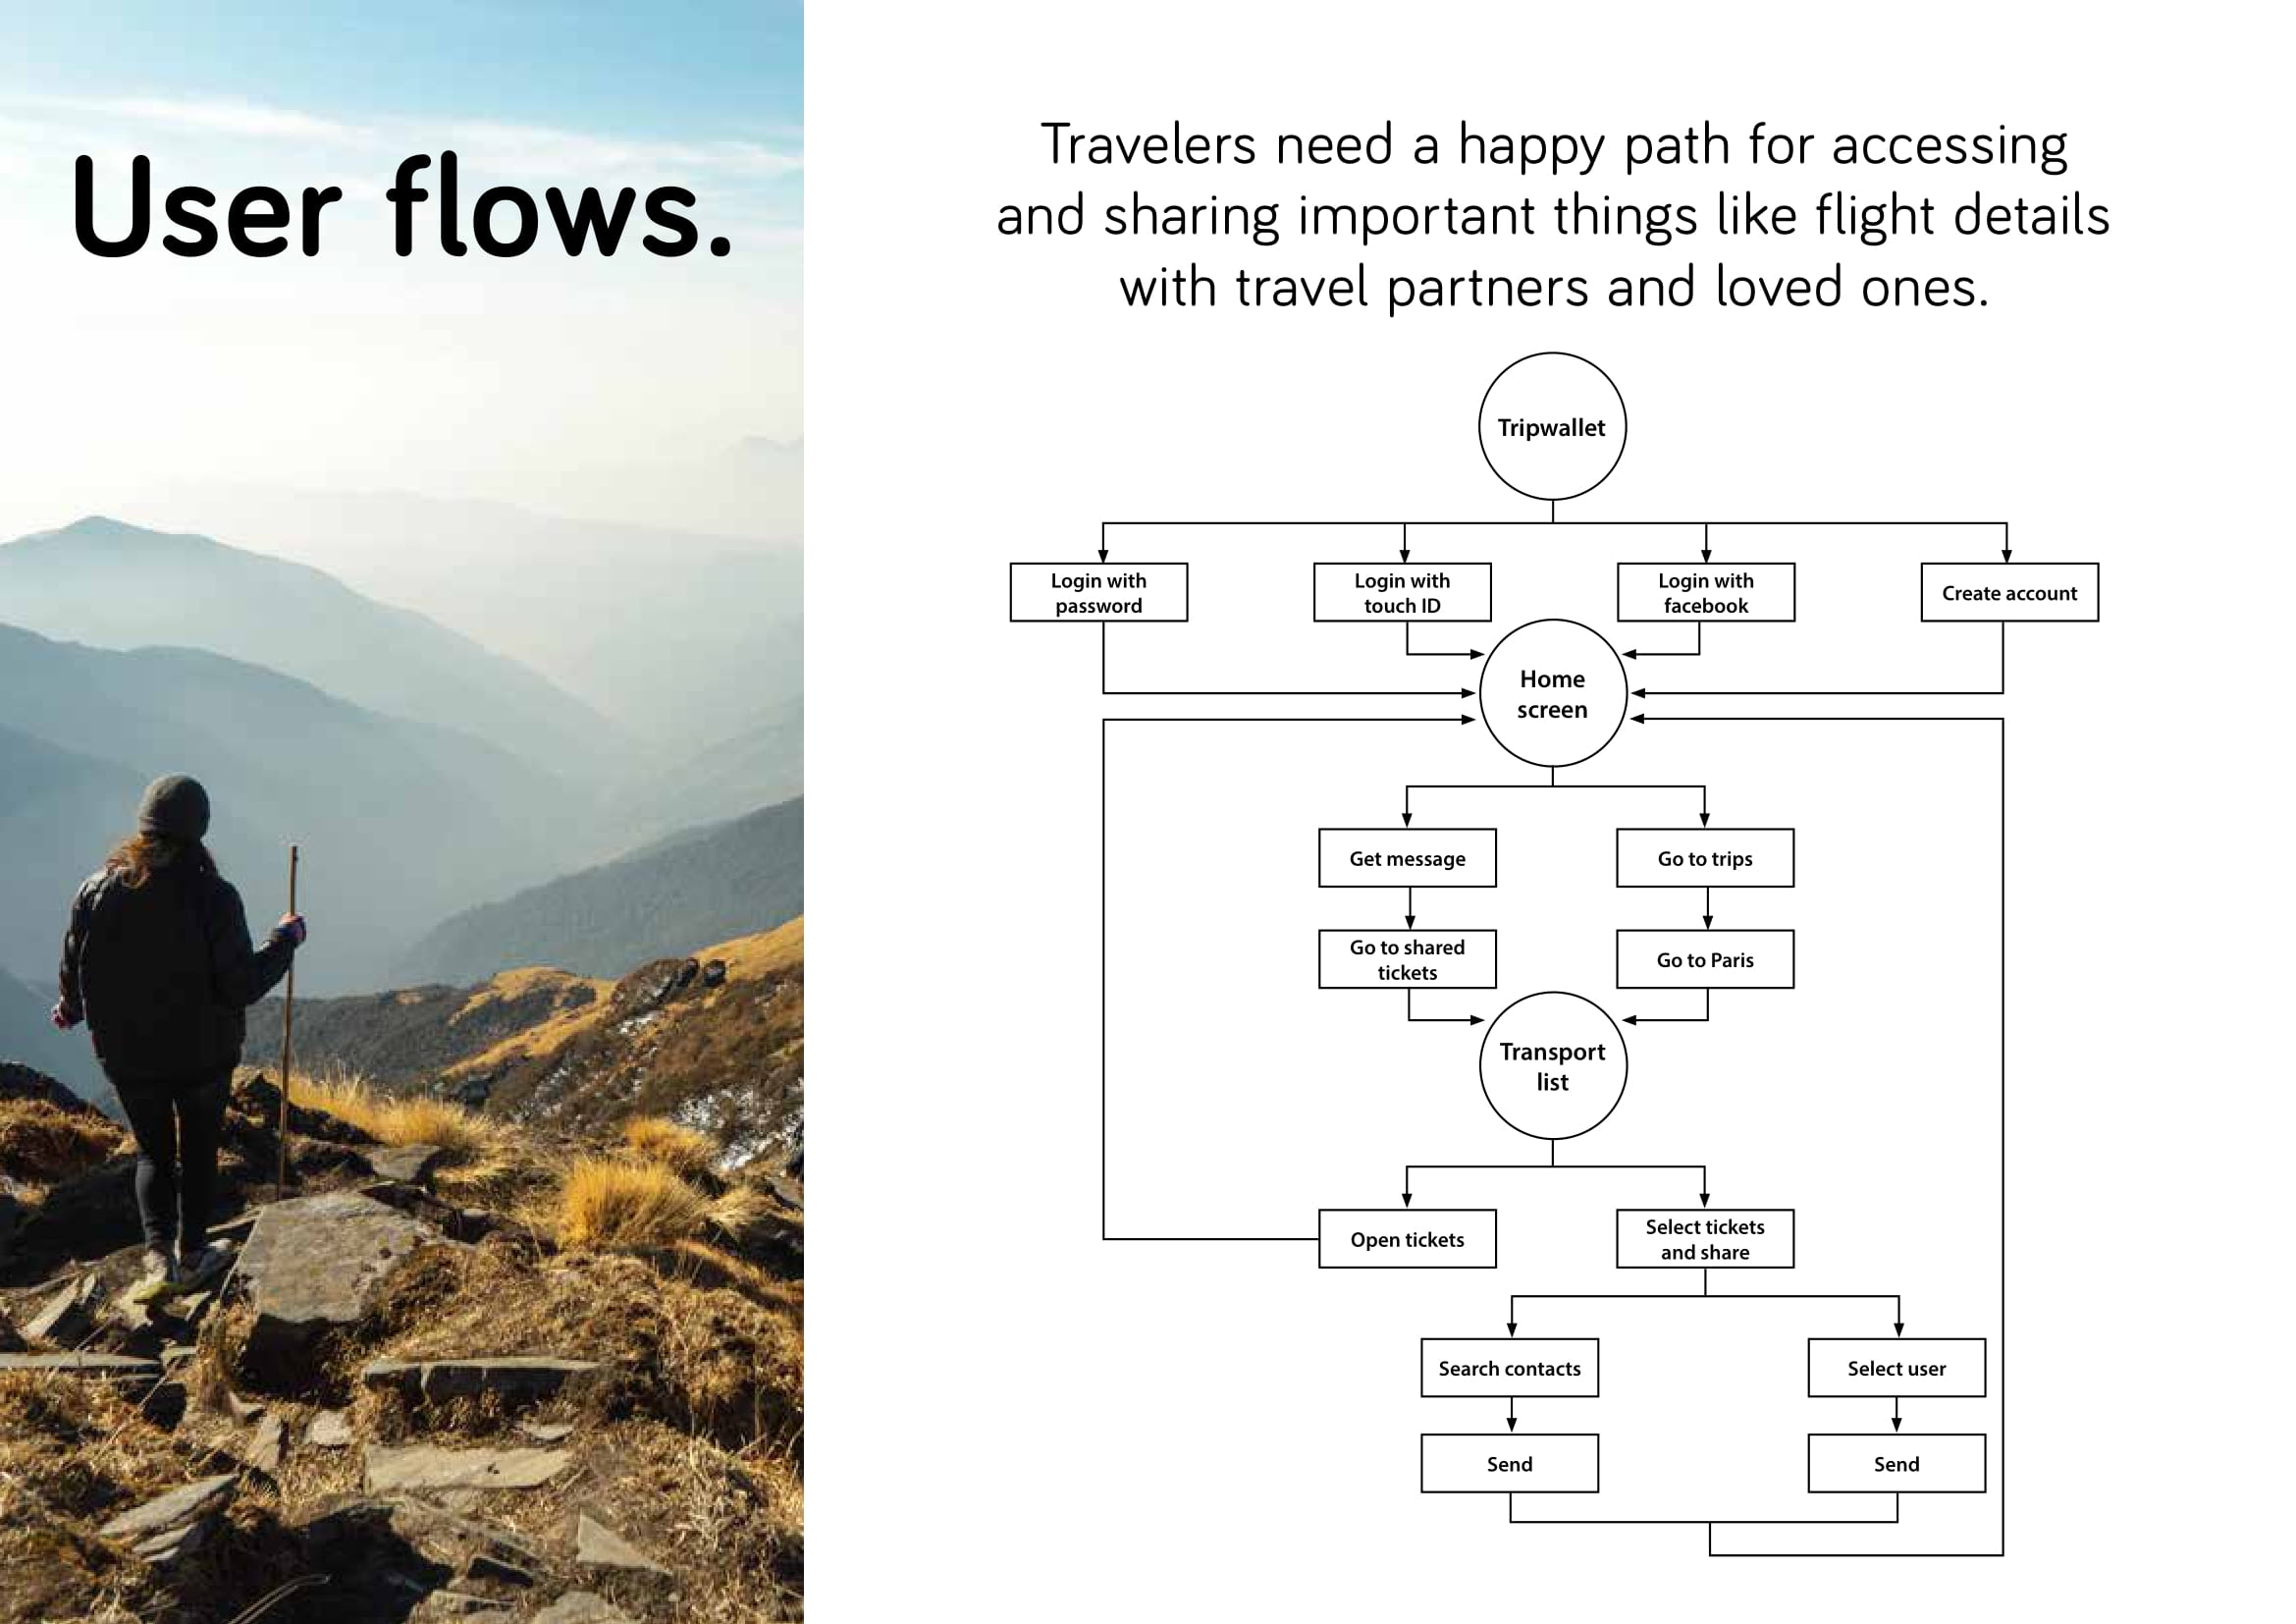 User flows.
Travelers need a happy path for accessing
and sharing important things like flight details
with travel partners and loved ones.
Tripwallet
Login with
password
Login with
touch ID
Login with
facebook
Create account
Home
screen
Get message
Go to trips
Go to shared
tickets
Go to Paris
Transport
list
Open tickets
Select tickets
and share
Search contacts
Select user
Send
Send